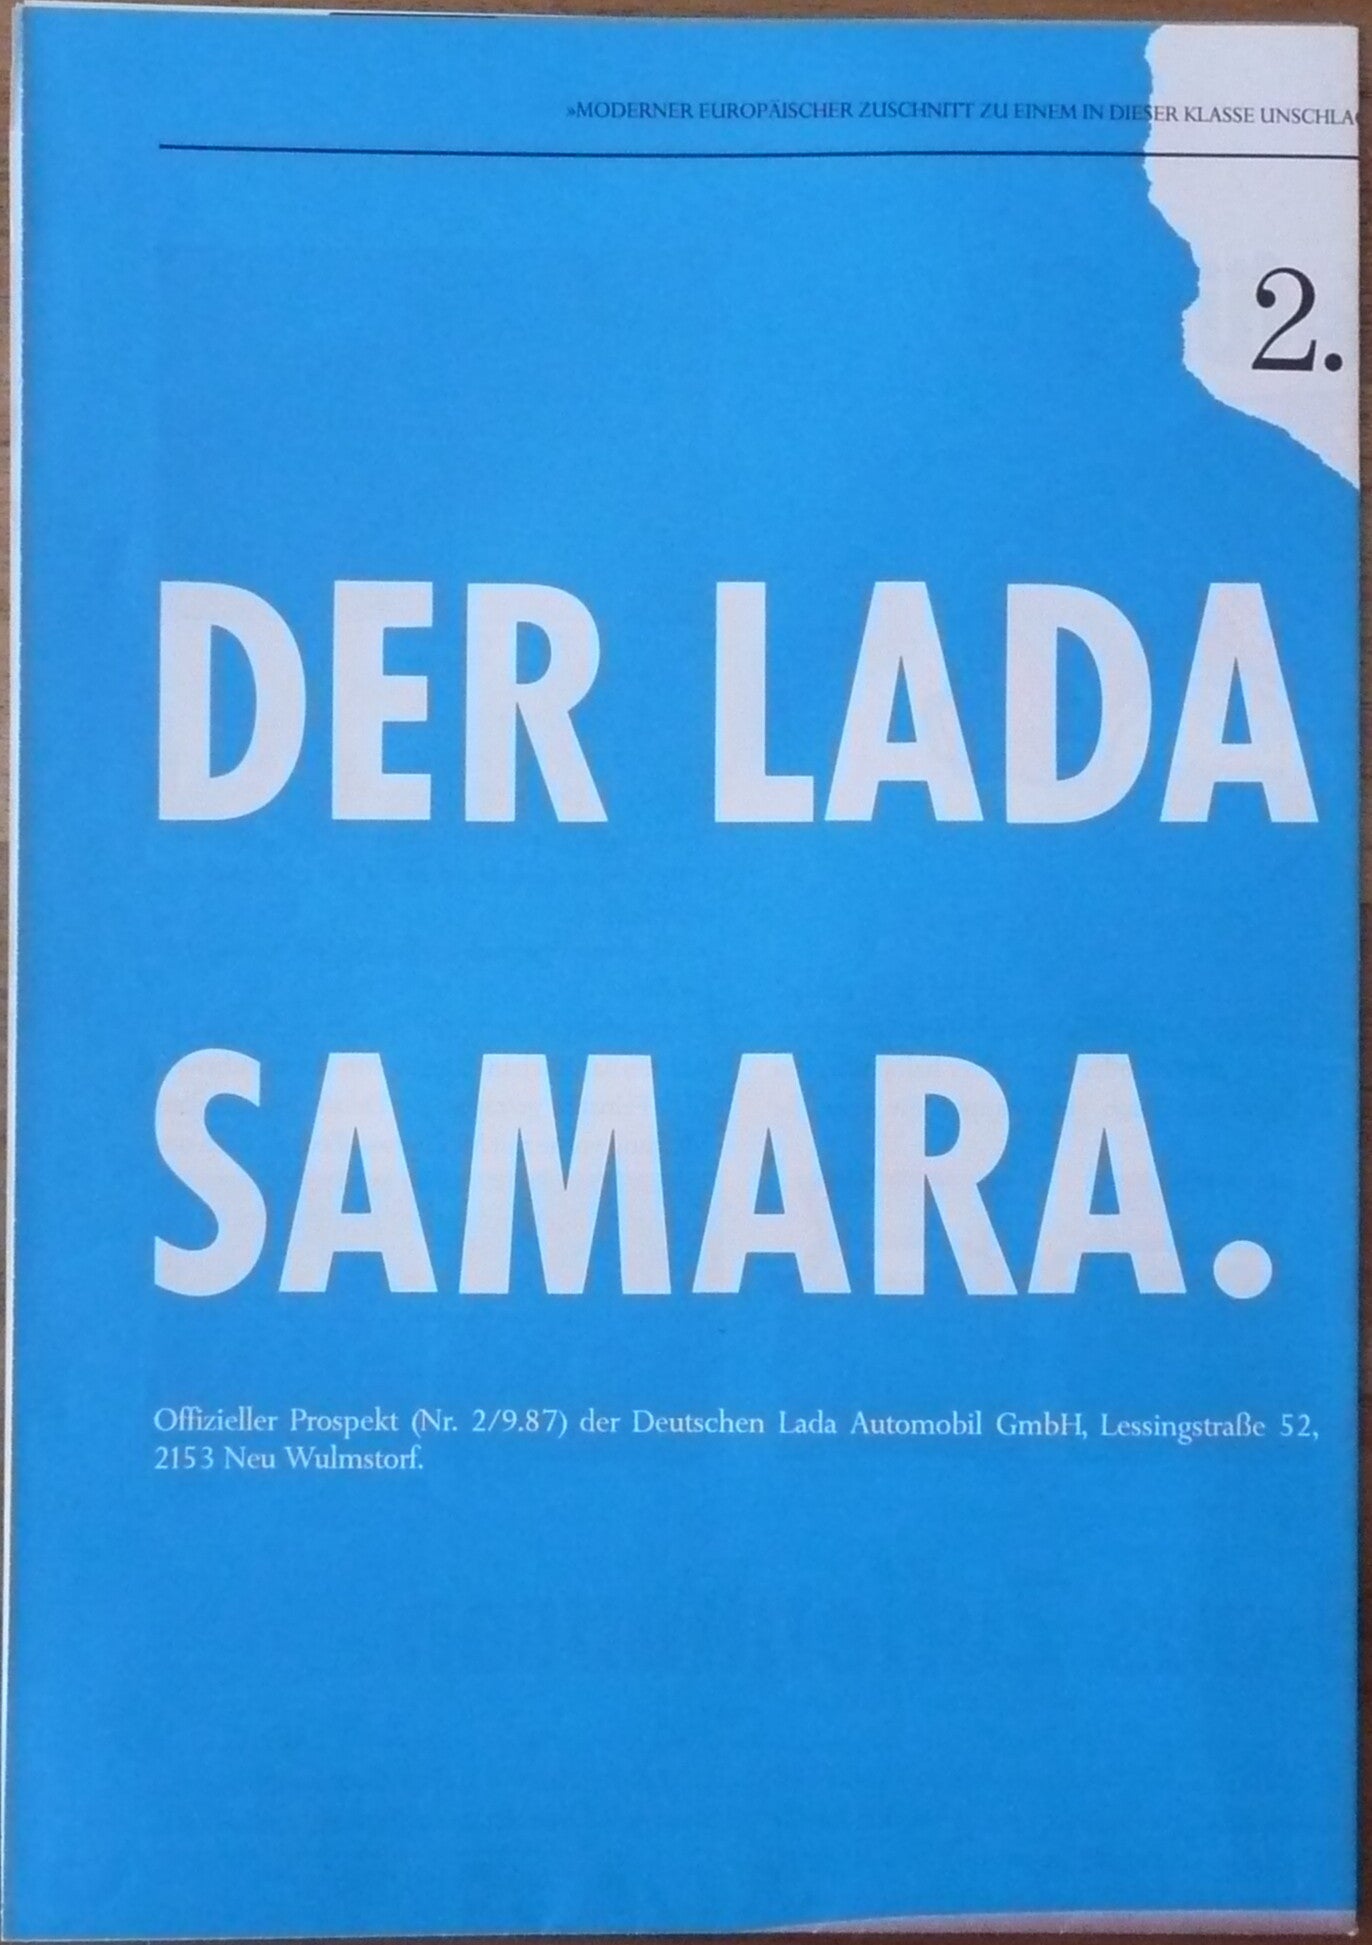 »MODERNER EUROPÄISCHER ZUSCHNITT ZU EINEM IN DIESER KLASSE UNSCHLA
2.
DER LADA
SAMARA.
Offizieller Prospekt (Nr. 2/9.87) der Deutschen Lada Automobil GmbH, Lessingstraße 52,
2153 Neu Wulmstorf.